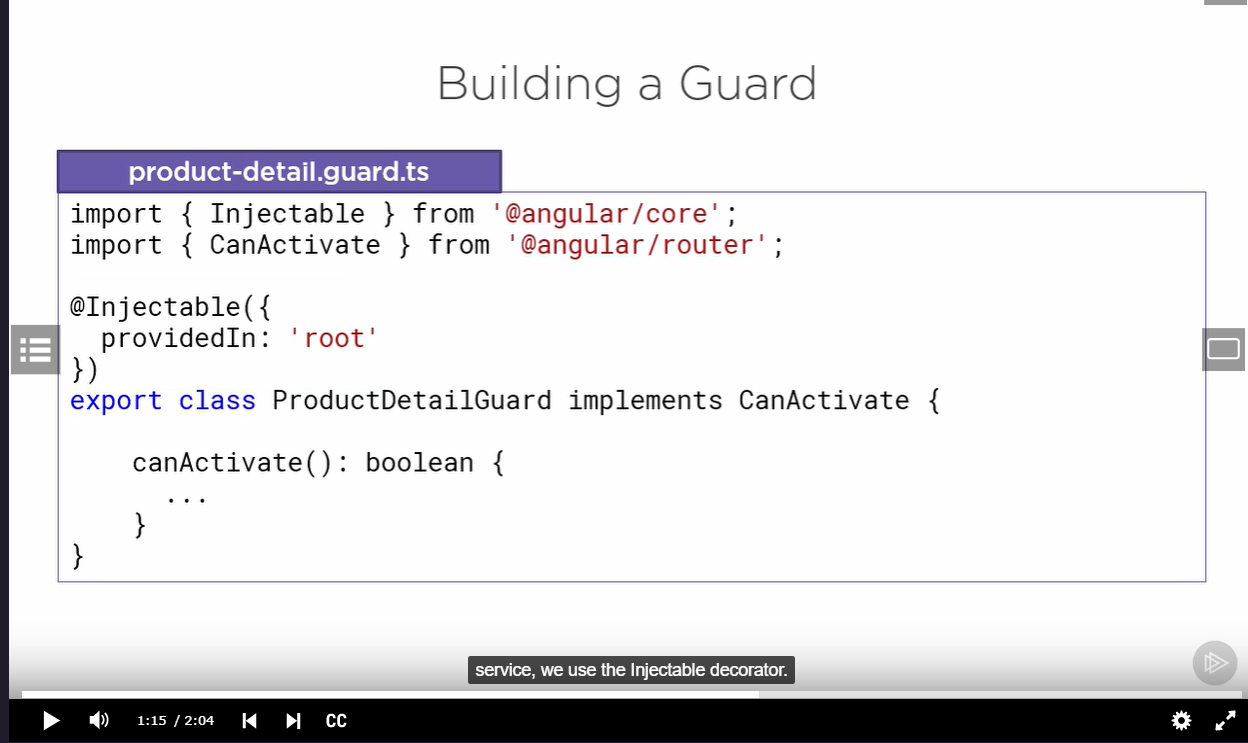 Building a Guard
product-detail.guard.ts
import { Injectable } from '@angular/core';
import { CanActivate } from '@angular/router';
@Injectable({
  providedIn: 'root'
})
export class ProductDetailGuard implements CanActivate {
    canActivate(): boolean {
      ...
    }
}
service, we use the Injectable decorator.
1:15 / 2:04
CC